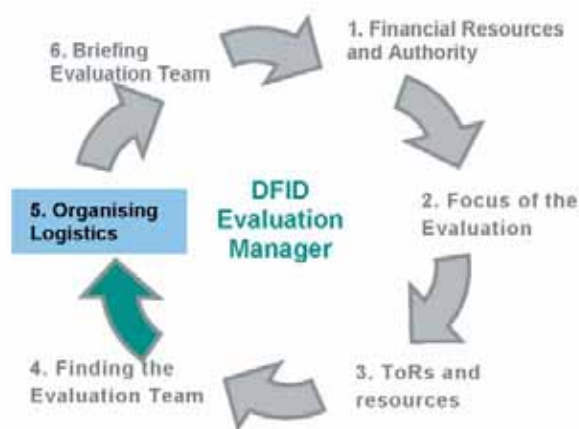 1. Financial Resources
and Authority
2. Focus of the
Evaluation
3. ToRs and
resources
4. Finding the
Evaluation Team
5. Organising
Logistics
6. Briefing
Evaluation Team
DFID
Evaluation
Manager